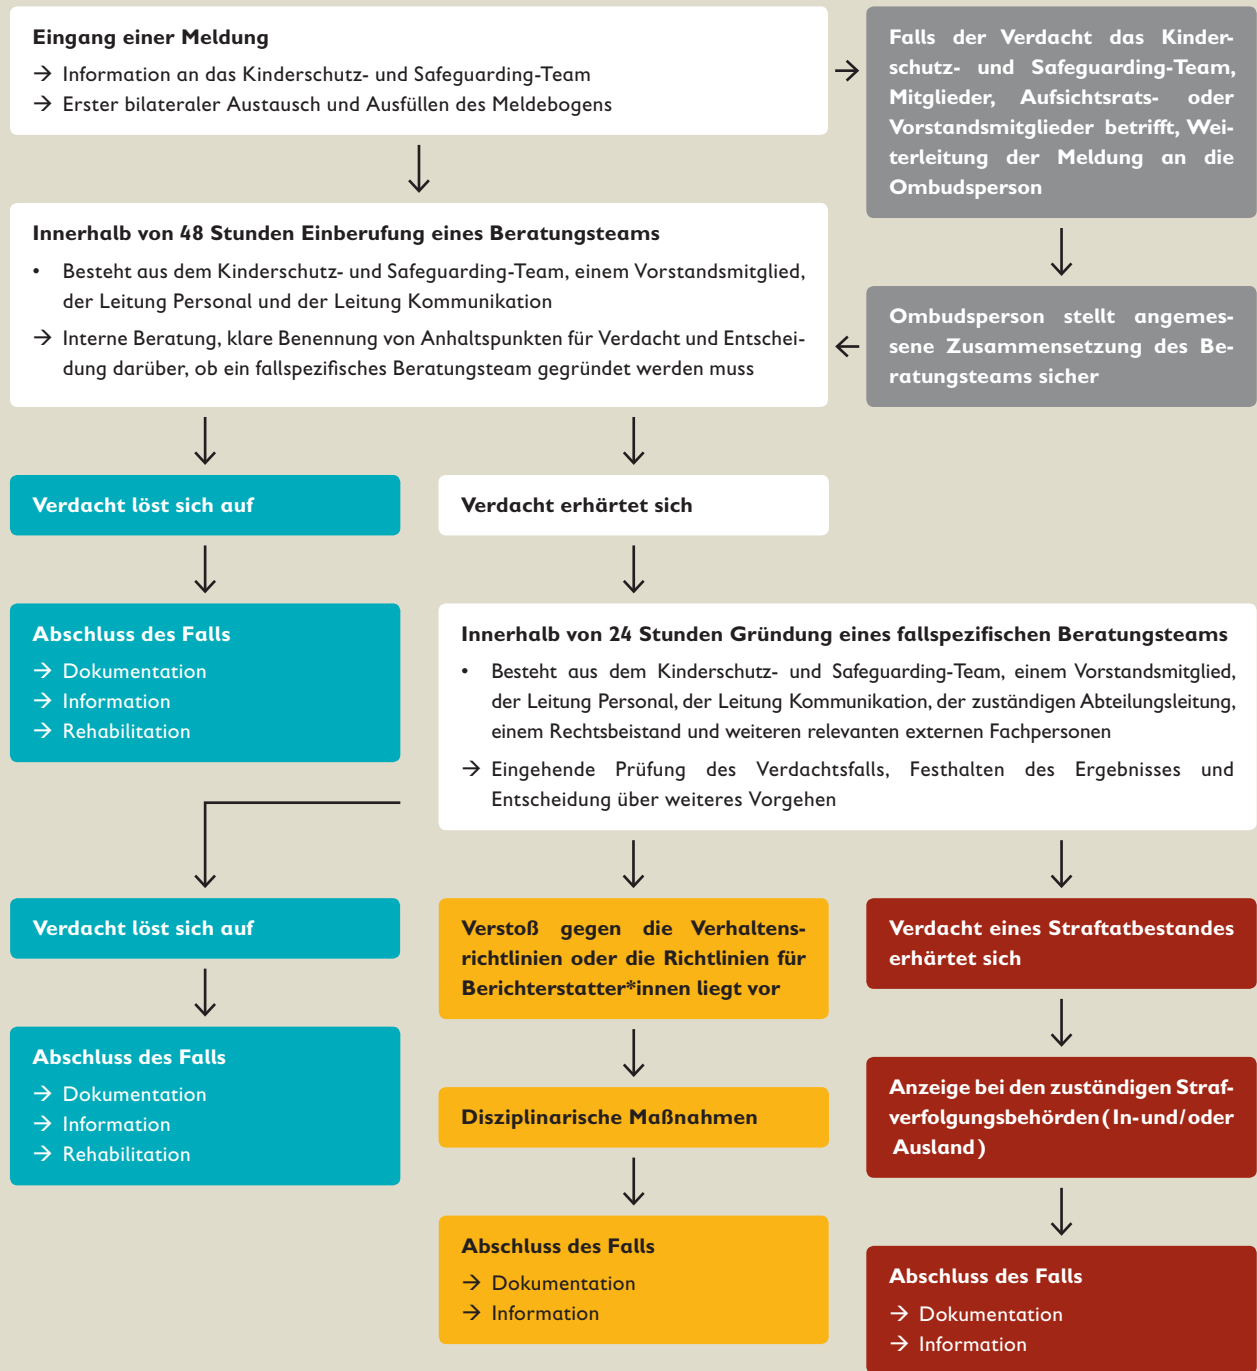 Eingang einer Meldung
→ Information an das Kinderschutz- und Safeguarding-Team
→ Erster bilateraler Austausch und Ausfüllen des Meldebogens
Falls der Verdacht das Kinder-
schutz- und Safeguarding-Team,
Mitglieder, Aufsichtsrats- oder
Vorstandsmitglieder betrifft, Wei-
terleitung der Meldung an die
Ombudsperson
Innerhalb von 48 Stunden Einberufung eines Beratungsteams
• Besteht aus dem Kinderschutz- und Safeguarding-Team, einem Vorstandsmitglied,
der Leitung Personal und der Leitung Kommunikation
→ Interne Beratung, klare Benennung von Anhaltspunkten für Verdacht und Entschei-
dung darüber, ob ein fallspezifisches Beratungsteam gegründet werden muss
Ombudsperson stellt angemes-
sene Zusammensetzung des Be-
ratungsteams sicher
Verdacht löst sich auf
Verdacht erhärtet sich
Abschluss des Falls
→ Dokumentation
→ Information
→ Rehabilitation
Innerhalb von 24 Stunden Gründung eines fallspezifischen Beratungsteams
• Besteht aus dem Kinderschutz- und Safeguarding-Team, einem Vorstandsmitglied,
der Leitung Personal, der Leitung Kommunikation, der zuständigen Abteilungsleitung,
einem Rechtsbeistand und weiteren relevanten externen Fachpersonen
→ Eingehende Prüfung des Verdachtsfalls, Festhalten des Ergebnisses und
Entscheidung über weiteres Vorgehen
Verdacht löst sich auf
Verstoß gegen die Verhaltens-
richtlinien oder die Richtlinien für
Berichterstatter*innen liegt vor
Verdacht eines Straftatbestandes
erhärtet sich
Abschluss des Falls
→ Dokumentation
→ Information
→ Rehabilitation
Disziplinarische Maßnahmen
Anzeige bei den zuständigen Straf-
verfolgungsbehörden (In-und/oder
Ausland)
Abschluss des Falls
→ Dokumentation
→ Information
Abschluss des Falls
→ Dokumentation
→ Information